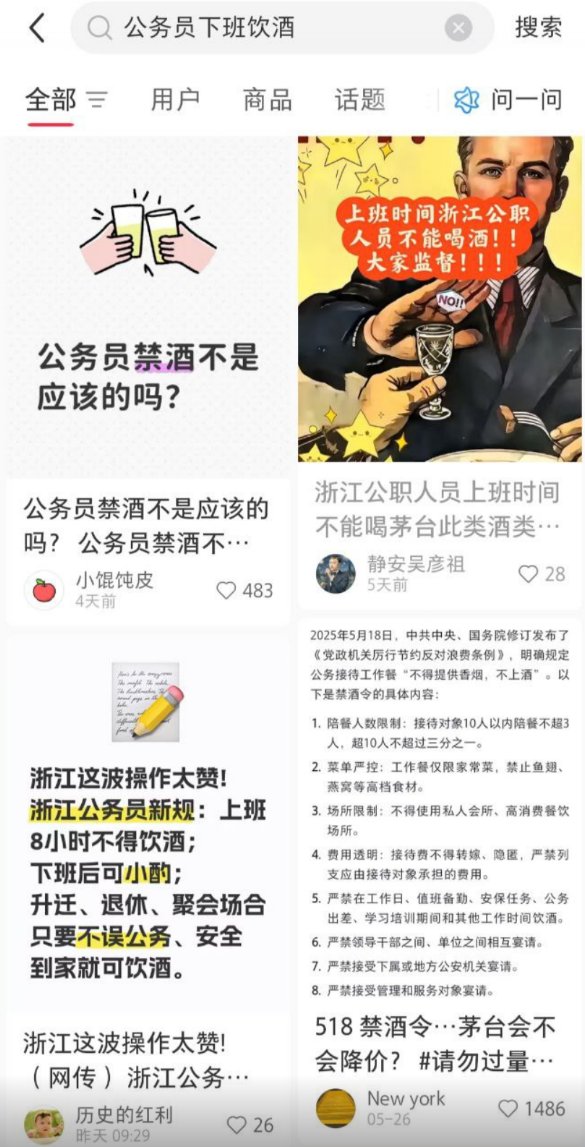 公务员下班饮酒
搜索
全部
用户
商品
话题
问一问
公务员禁酒不是
应该的吗？
公务员禁酒不是应该的
吗？ 公务员禁酒不…
小馄饨皮
4天前
483
上班时间浙江公职
人员不能喝酒！！
大家监督！！！
NO!!
浙江公职人员上班时间
不能喝茅台此类酒类…
静安吴彦祖
5天前
28
浙江这波操作太赞!
浙江公务员新规：上班
8小时不得饮酒；
下班后可小酌；
升迁、退休、聚会场合
只要不误公务、安全
到家就可饮酒。
浙江这波操作太赞!
（网传）浙江公务…
历史的红利
昨天 09:29
26
2025年5月18日，中共中央、国务院修订发布了
《党政机关厉行节约反对浪费条例》，明确规定
公务接待工作餐“不得提供香烟，不上酒”。以
下是禁酒令的具体内容：
1. 陪餐人数限制：接待对象10人以内陪餐不超3
人，超10人不超过三分之一。
2. 菜单严控：工作餐仅限家常菜，禁止鱼翅、
燕窝等高档食材。
3. 场所限制：不得使用私人会所、高消费餐饮
场所。
4. 费用透明：接待费不得转嫁、隐匿，严禁列
支应由接待对象承担的费用。
5. 严禁在工作日、值班备勤、安保任务、公务
出差、学习培训期间和其他工作时间饮酒。
6. 严禁领导干部之间、单位之间相互宴请。
7. 严禁接受下属或地方公安机关宴请。
8. 严禁接受管理和服务对象宴请。
518 禁酒令…茅台会不
会降价？ #请勿过量…
New york
05-26
1486